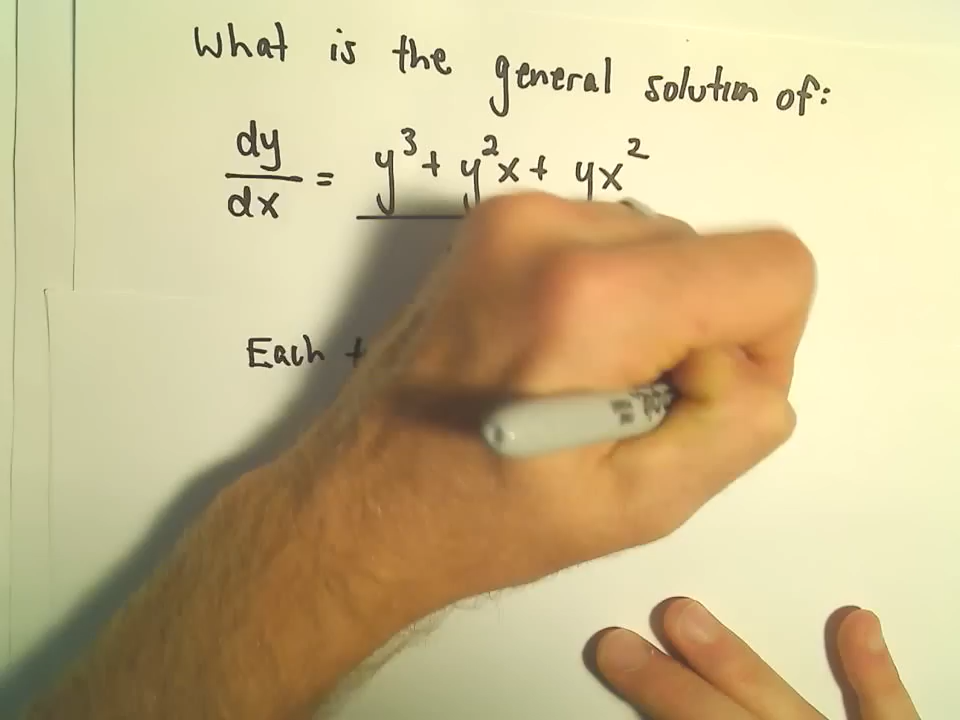 What is the general solution of:
dy/dx = y³ + y²x + yx²
Each